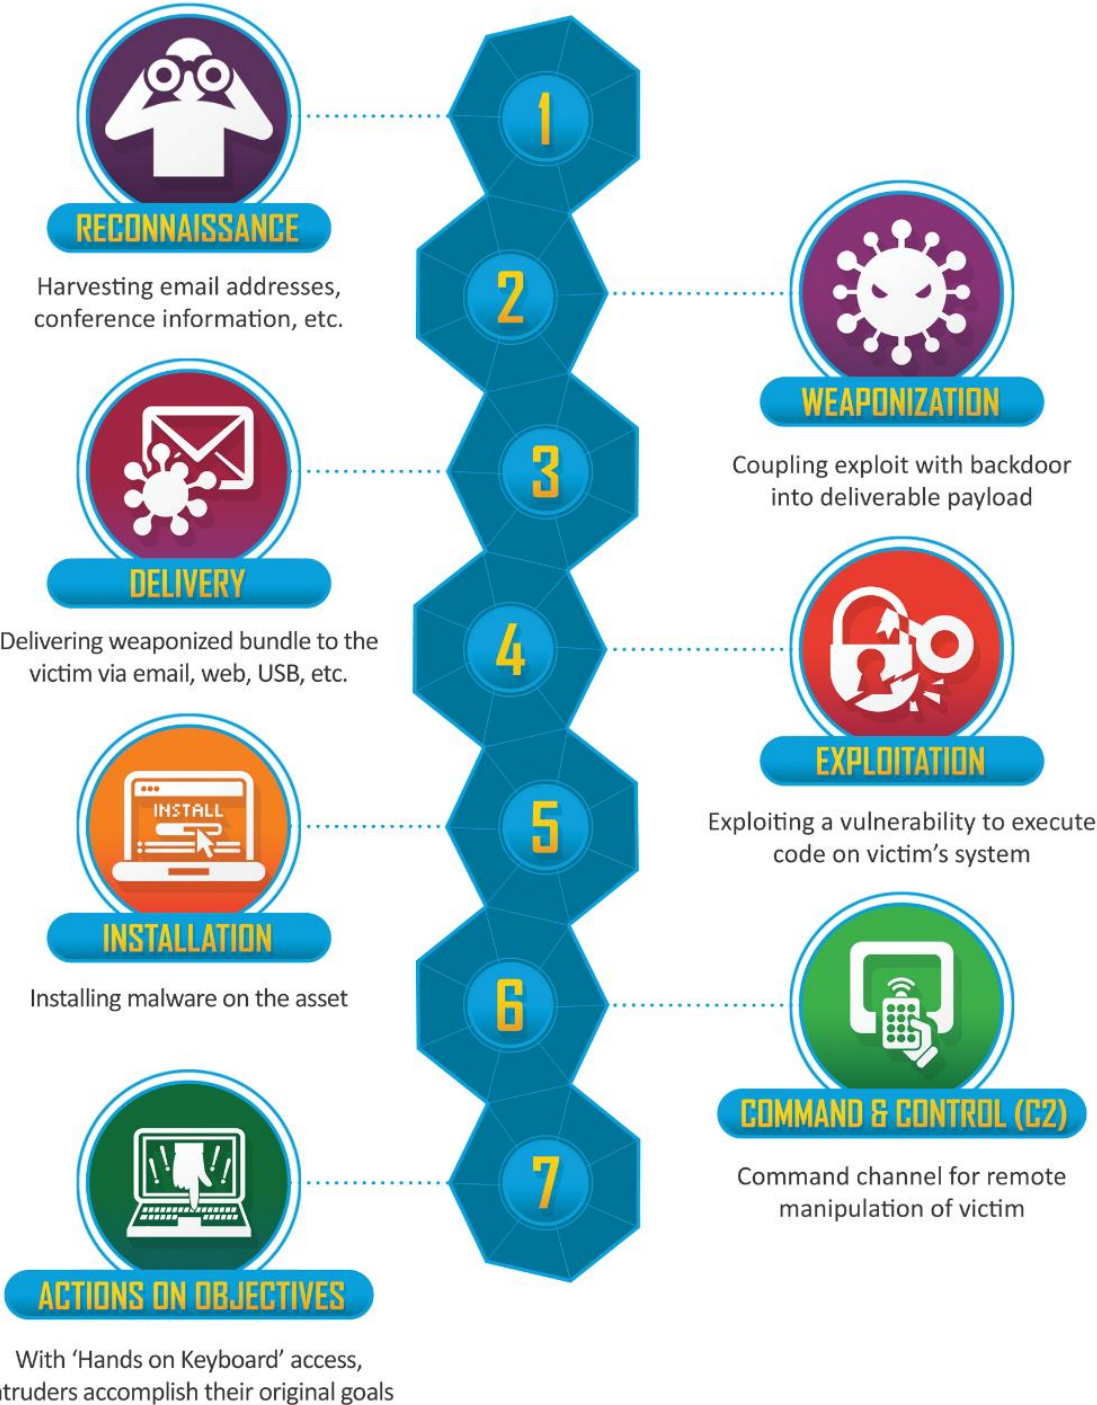 1
RECONNAISSANCE
Harvesting email addresses,
conference information, etc.
2
WEAPONIZATION
Coupling exploit with backdoor
into deliverable payload
3
DELIVERY
Delivering weaponized bundle to the
victim via email, web, USB, etc.
4
EXPLOITATION
Exploiting a vulnerability to execute
code on victim's system
5
INSTALL
INSTALLATION
Installing malware on the asset
6
COMMAND & CONTROL (C2)
Command channel for remote
manipulation of victim
7
ACTIONS ON OBJECTIVES
With 'Hands on Keyboard' access,
accomplish their original goals